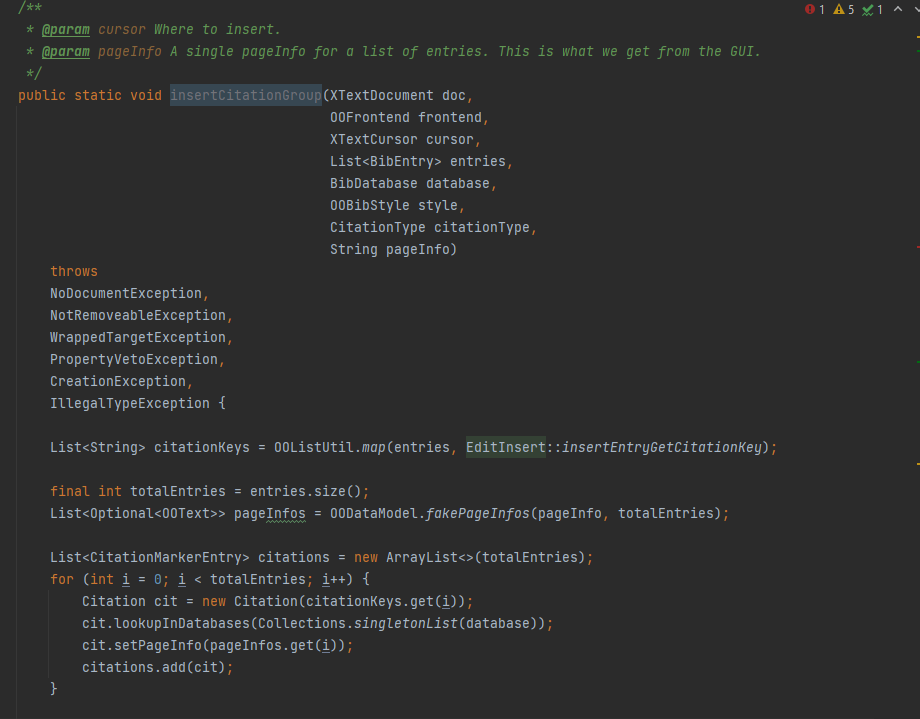 /**
1 5 1
* @param cursor Where to insert.
* @param pageInfo A single pageInfo for a list of entries. This is what we get from the GUI.
*/
public static void insertCitationGroup(XTextDocument doc,
OOFrontend frontend,
XTextCursor cursor,
List<BibEntry> entries,
BibDatabase database,
OOBibStyle style,
CitationType citationType,
String pageInfo)
throws
NoDocumentException,
NotRemoveableException,
WrappedTargetException,
PropertyVetoException,
CreationException,
IllegalTypeException {
List<String> citationKeys = OOListUtil.map(entries, EditInsert::insertEntryGetCitationKey);
final int totalEntries = entries.size();
List<Optional<OOText>> pageInfos = OODataModel.fakePageInfos(pageInfo, totalEntries);
List<CitationMarkerEntry> citations = new ArrayList<>(totalEntries);
for (int i = 0; i < totalEntries; i++) {
Citation cit = new Citation(citationKeys.get(i));
cit.lookupInDatabases(Collections.singletonList(database));
cit.setPageInfo(pageInfos.get(i));
citations.add(cit);
}